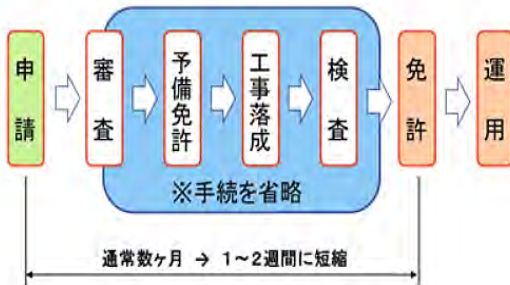 申請
審査
予備免許
工事落成
検査
免許
運用
※手続を省略
通常数ヶ月 → 1～2週間に短縮